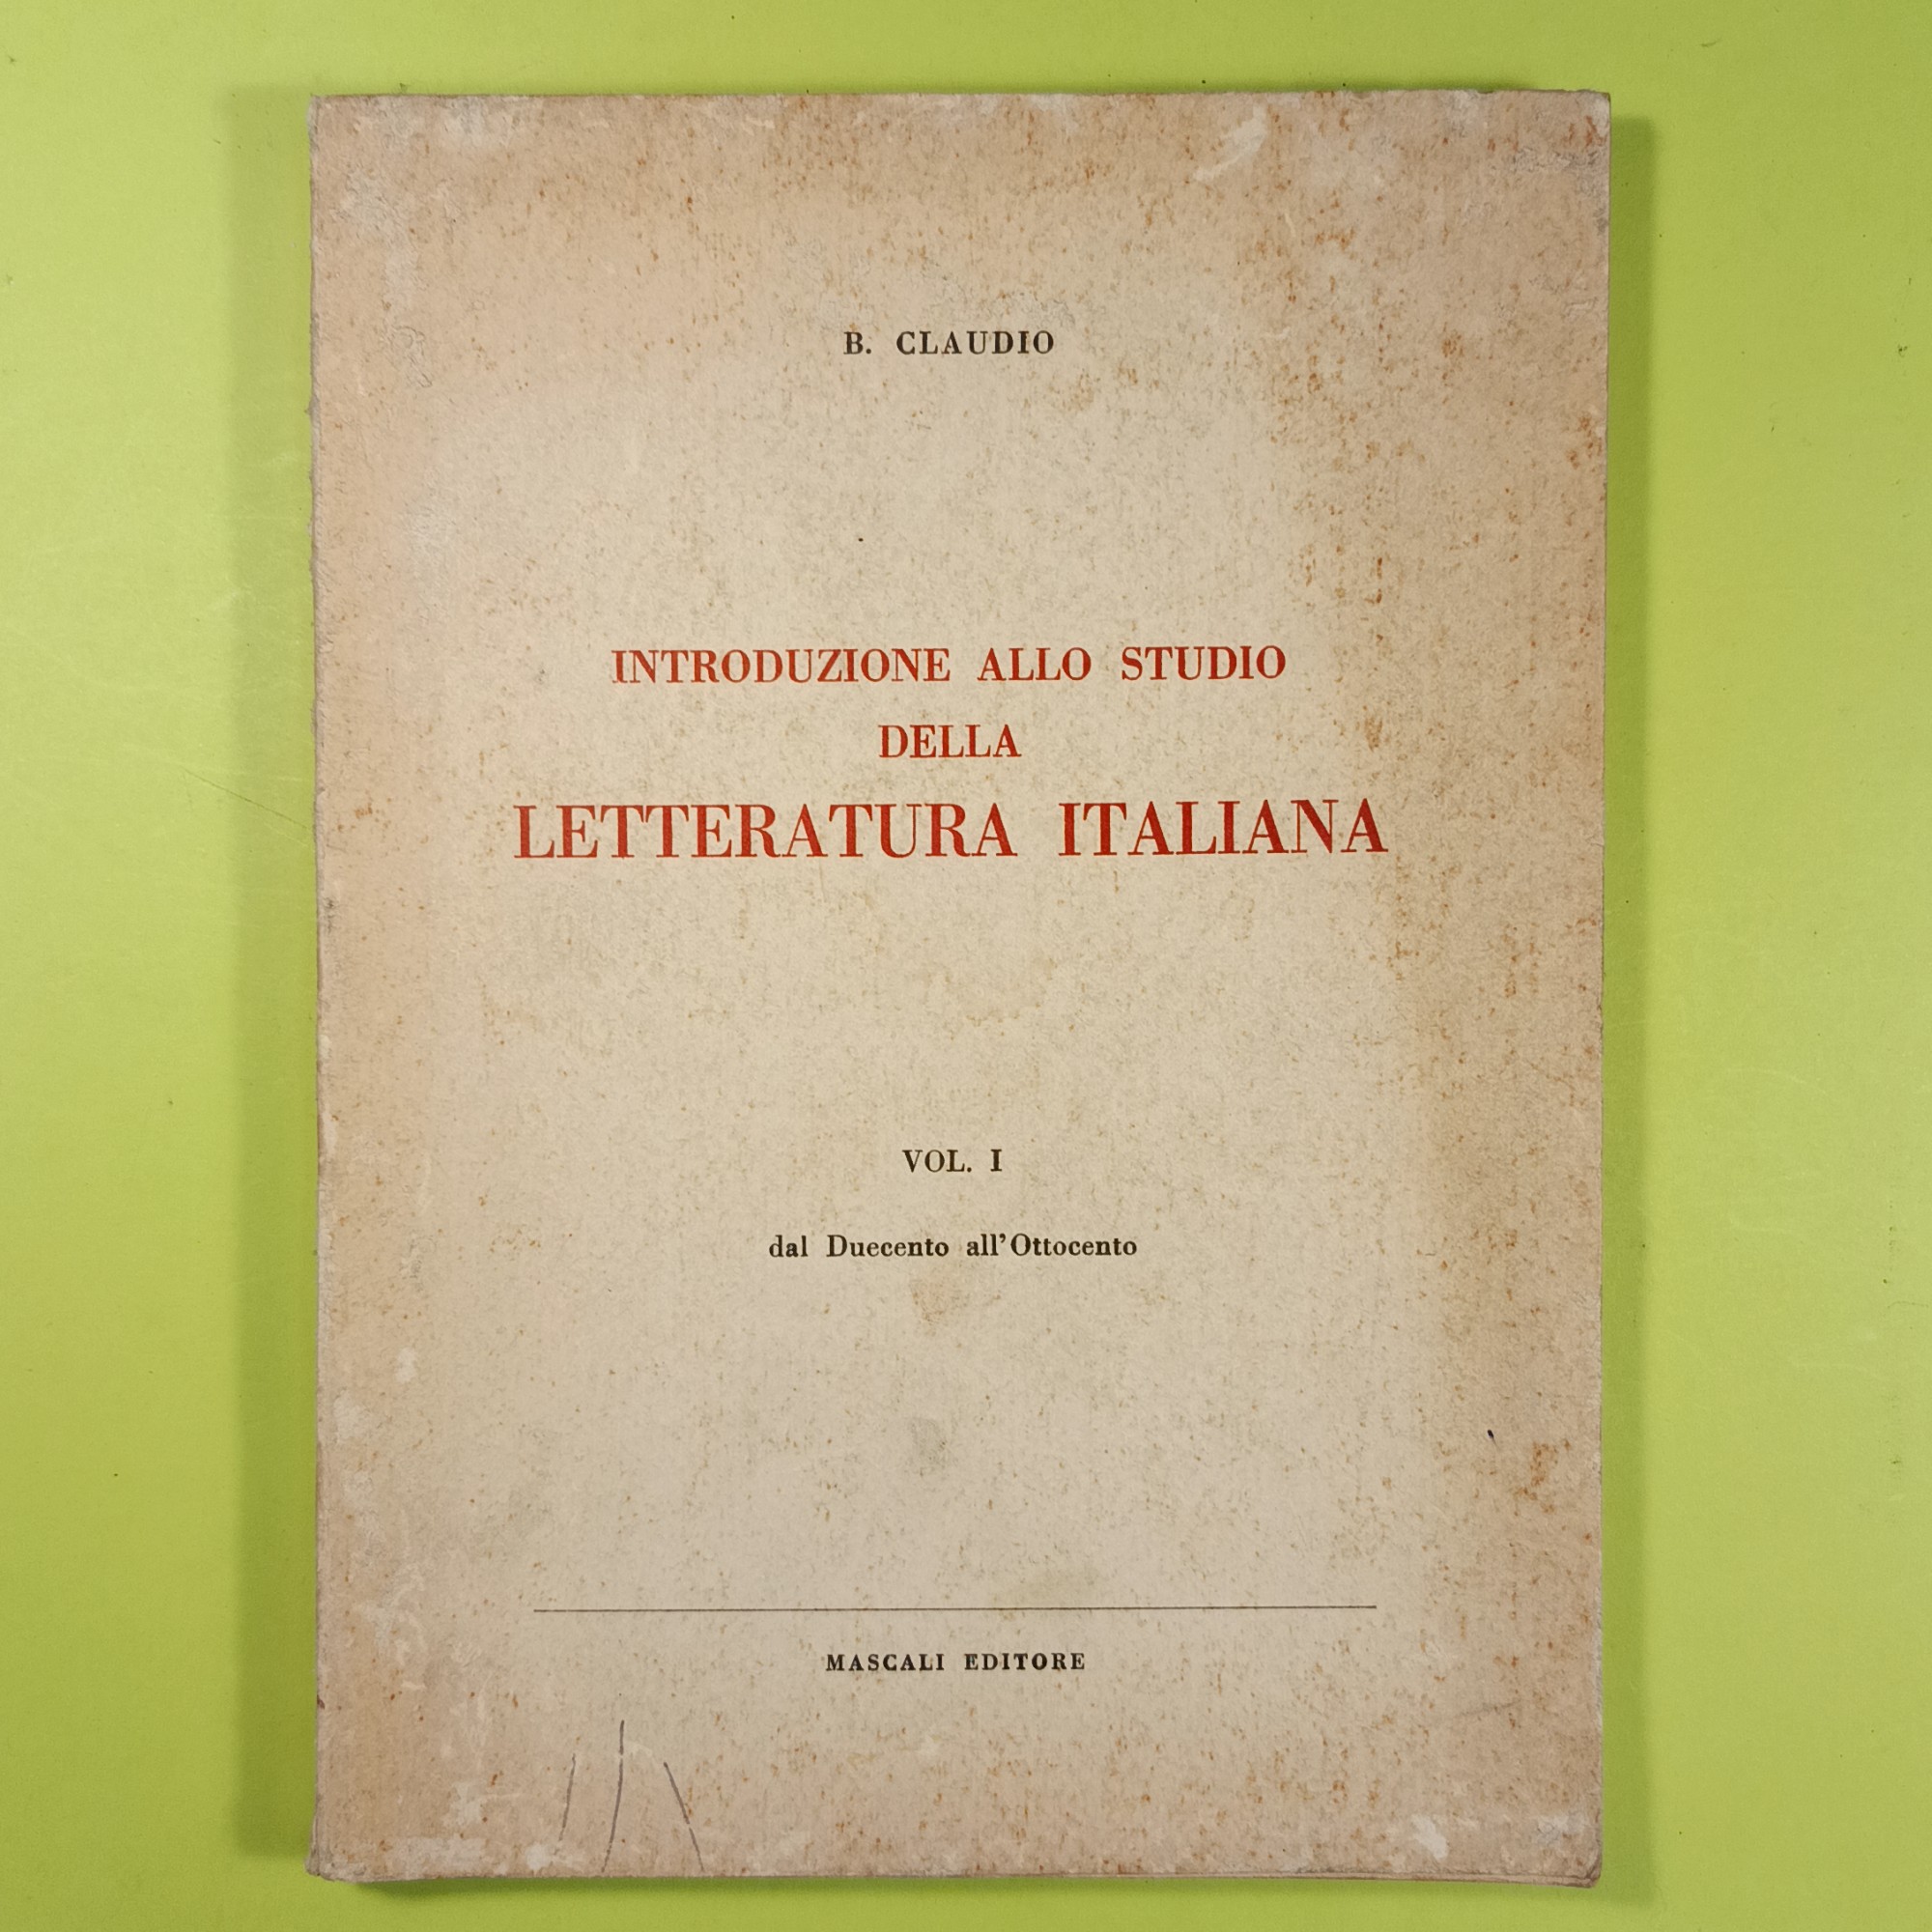 B. CLAUDIO
INTRODUZIONE ALLO STUDIO
DELLA
LETTERATURA ITALIANA
VOL. I
dal Duecento all'Ottocento
MASCALI EDITORE